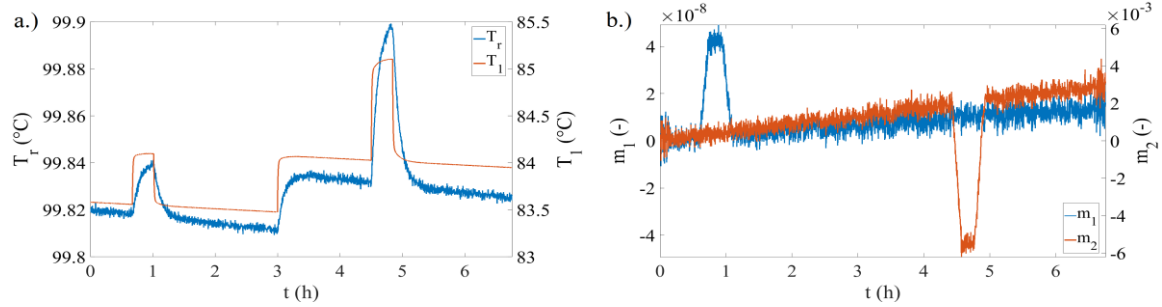 a.)
99.9
99.88
99.86
99.84
99.82
99.8
T_r (°C)
85.5
85
84.5
84
83.5
83
T_1 (°C)
T_r
T_1
0 1 2 3 4 5 6
t (h)
b.)
×10⁻⁸
×10⁻³
4
2
0
-2
-4
m_1 (-)
6
4
2
0
-2
-4
-6
m_2 (-)
m_1
m_2
0 1 2 3 4 5 6
t (h)